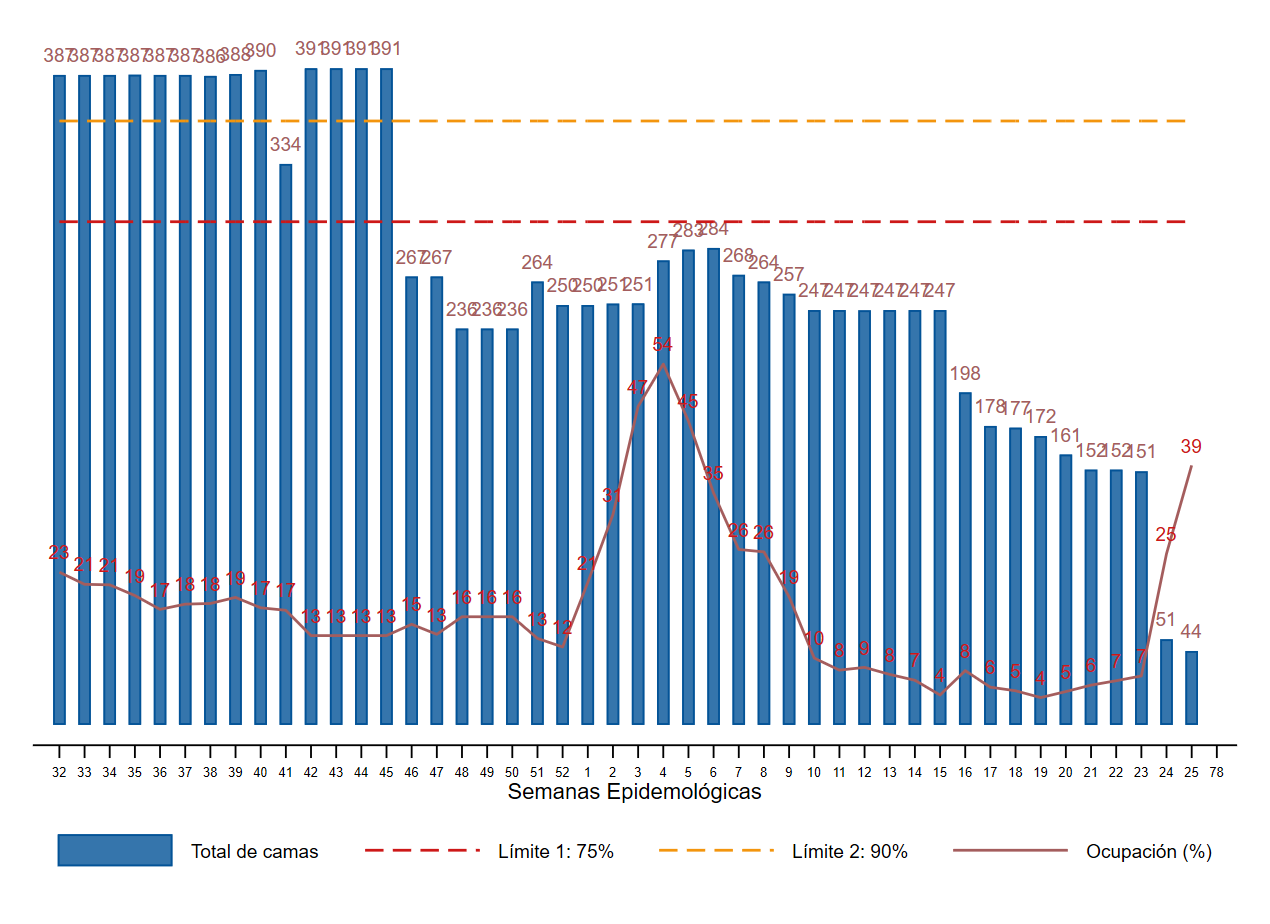 387 387 387 387 387 387 386 388 390 334 391 391 391 391 267 267 236 236 236 264 250 250 251 251 277 283 284 268 264 257 247 247 247 247 247 247 198 178 177 172 161 152 152 151 51 44
23 21 21 19 17 18 18 19 17 17 13 13 13 13 15 13 16 16 16 13 12 21 31 47 54 45 35 26 26 19 10 8 9 8 7 4 8 6 5 4 5 6 7 7 25 39
32 33 34 35 36 37 38 39 40 41 42 43 44 45 46 47 48 49 50 51 52 1 2 3 4 5 6 7 8 9 10 11 12 13 14 15 16 17 18 19 20 21 22 23 24 25 78
Semanas Epidemológicas
Total de camas Límite 1: 75% Límite 2: 90% Ocupación (%)